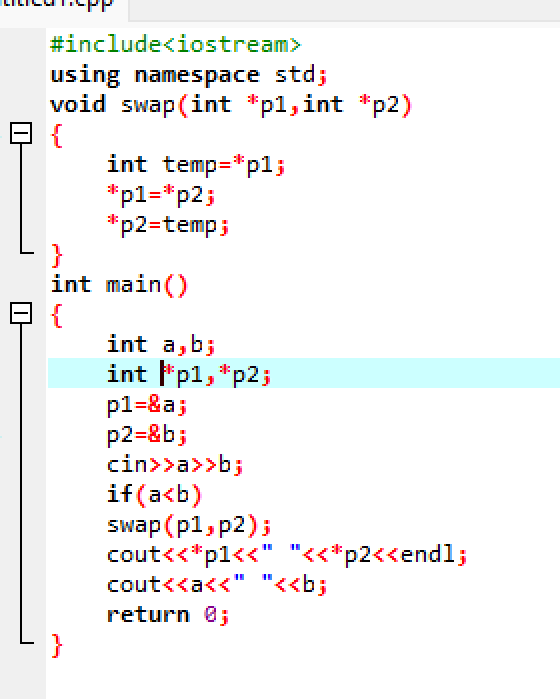 #include<iostream>
using namespace std;
void swap(int *p1,int *p2)
{
    int temp=*p1;
    *p1=*p2;
    *p2=temp;
}
int main()
{
    int a,b;
    int *p1,*p2;
    p1=&a;
    p2=&b;
    cin>>a>>b;
    if(a<b)
    swap(p1,p2);
    cout<<*p1<<" "<<*p2<<endl;
    cout<<a<<" "<<b;
    return 0;
}